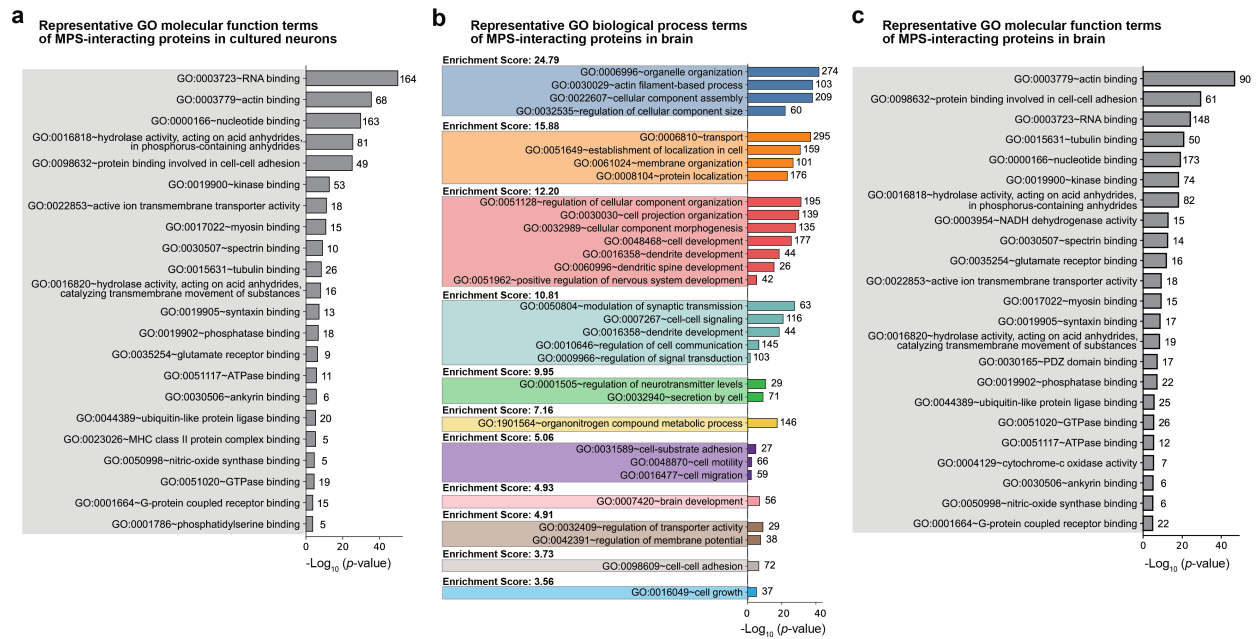 a
Representative GO molecular function terms
of MPS-interacting proteins in cultured neurons
GO:0003723~RNA binding 164
GO:0003779~actin binding 68
GO:0000166~nucleotide binding 163
GO:0016818~hydrolase activity, acting on acid anhydrides,
in phosphorus-containing anhydrides 81
GO:0098632~protein binding involved in cell-cell adhesion 49
GO:0019900~kinase binding 53
GO:0022853~active ion transmembrane transporter activity 18
GO:0017022~myosin binding 15
GO:0030507~spectrin binding 10
GO:0015631~tubulin binding 26
GO:0016820~hydrolase activity, acting on acid anhydrides,
catalyzing transmembrane movement of substances 16
GO:0019905~syntaxin binding 13
GO:0019902~phosphatase binding 18
GO:0035254~glutamate receptor binding 9
GO:0051117~ATPase binding 11
GO:0030506~ankyrin binding 6
GO:0044389~ubiquitin-like protein ligase binding 20
GO:0023026~MHC class II protein complex binding 5
GO:0050998~nitric-oxide synthase binding 5
GO:0051020~GTPase binding 19
GO:0001664~G-protein coupled receptor binding 15
GO:0001786~phosphatidylserine binding 5
0 20 40
-Log10 (p-value)
b
Representative GO biological process terms
of MPS-interacting proteins in brain
Enrichment Score: 24.79
GO:0006996~organelle organization 274
GO:0030029~actin filament-based process 103
GO:0022607~cellular component assembly 209
GO:0032535~regulation of cellular component size 60
Enrichment Score: 15.88
GO:0006810~transport 295
GO:0051649~establishment of localization in cell 159
GO:0061024~membrane organization 101
GO:0008104~protein localization 176
Enrichment Score: 12.20
GO:0051128~regulation of cellular component organization 195
GO:0030030~cell projection organization 139
GO:0032989~cellular component morphogenesis 135
GO:0048468~cell development 177
GO:0016358~dendrite development 44
GO:0060996~dendritic spine development 26
GO:0051962~positive regulation of nervous system development 42
Enrichment Score: 10.81
GO:0050804~modulation of synaptic transmission 63
GO:0007267~cell-cell signaling 116
GO:0016358~dendrite development 44
GO:0010646~regulation of cell communication 145
GO:0009966~regulation of signal transduction 103
Enrichment Score: 9.95
GO:0001505~regulation of neurotransmitter levels 29
GO:0032940~secretion by cell 71
Enrichment Score: 7.16
GO:1901564~organonitrogen compound metabolic process 146
Enrichment Score: 5.06
GO:0031589~cell-substrate adhesion 27
GO:0048870~cell motility 66
GO:0016477~cell migration 59
Enrichment Score: 4.93
GO:0007420~brain development 56
Enrichment Score: 4.91
GO:0032409~regulation of transporter activity 29
GO:0042391~regulation of membrane potential 38
Enrichment Score: 3.73
GO:0098609~cell-cell adhesion 72
Enrichment Score: 3.56
GO:0016049~cell growth 37
0 20 40
-Log10 (p-value)
c
Representative GO molecular function terms
of MPS-interacting proteins in brain
GO:0003779~actin binding 90
GO:0098632~protein binding involved in cell-cell adhesion 61
GO:0003723~RNA binding 148
GO:0015631~tubulin binding 50
GO:0000166~nucleotide binding 173
GO:0019900~kinase binding 74
GO:0016818~hydrolase activity, acting on acid anhydrides,
in phosphorus-containing anhydrides 82
GO:0003954~NADH dehydrogenase activity 15
GO:0030507~spectrin binding 14
GO:0035254~glutamate receptor binding 16
GO:0022853~active ion transmembrane transporter activity 18
GO:0017022~myosin binding 15
GO:0019905~syntaxin binding 17
GO:0016820~hydrolase activity, acting on acid anhydrides,
catalyzing transmembrane movement of substances 19
GO:0030165~PDZ domain binding 17
GO:0019902~phosphatase binding 22
GO:0044389~ubiquitin-like protein ligase binding 25
GO:0051020~GTPase binding 26
GO:0051117~ATPase binding 12
GO:0004129~cytochrome-c oxidase activity 7
GO:0030506~ankyrin binding 6
GO:0050998~nitric-oxide synthase binding 6
GO:0001664~G-protein coupled receptor binding 22
0 20 40
-Log10 (p-value)